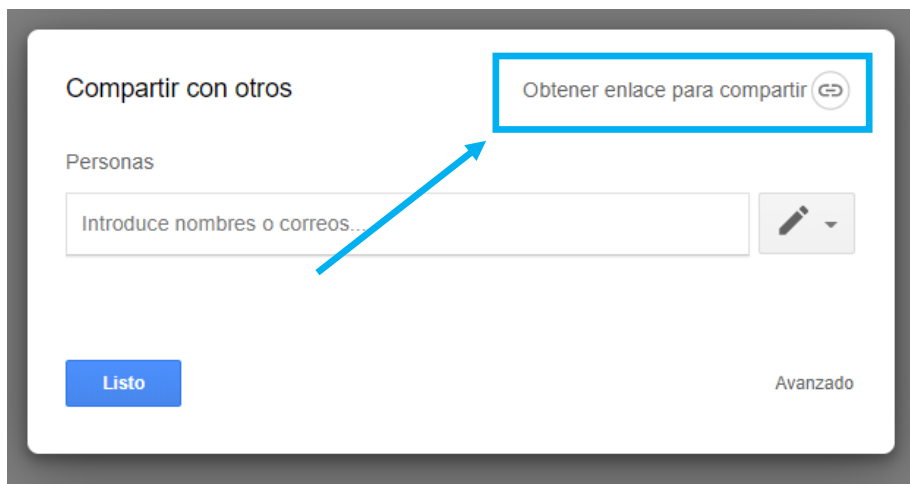 Compartir con otros
Obtener enlace para compartir
Personas
Introduce nombres o correos...
Listo
Avanzado